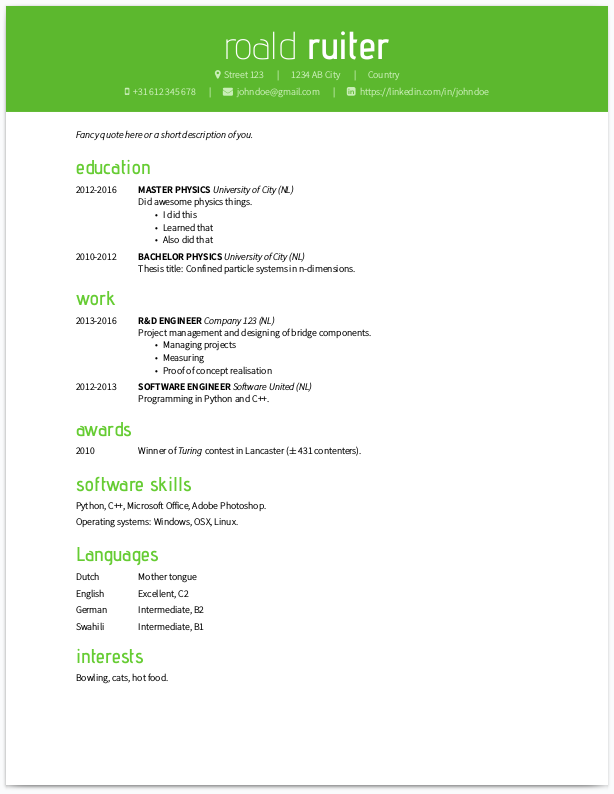 roald ruiter
Street 123 | 1234 AB City | Country
+31 612 345 678 | johndoe@gmail.com | https://linkedin.com/in/johndoe
Fancy quote here or a short description of you.
education
2012-2016 MASTER PHYSICS University of City (NL)
Did awesome physics things.
• I did this
• Learned that
• Also did that
2010-2012 BACHELOR PHYSICS University of City (NL)
Thesis title: Confined particle systems in n-dimensions.
work
2013-2016 R&D ENGINEER Company 123 (NL)
Project management and designing of bridge components.
• Managing projects
• Measuring
• Proof of concept realisation
2012-2013 SOFTWARE ENGINEER Software United (NL)
Programming in Python and C++.
awards
2010 Winner of Turing contest in Lancaster (± 431 contenters).
software skills
Python, C++, Microsoft Office, Adobe Photoshop.
Operating systems: Windows, OSX, Linux.
Languages
Dutch Mother tongue
English Excellent, C2
German Intermediate, B2
Swahili Intermediate, B1
interests
Bowling, cats, hot food.